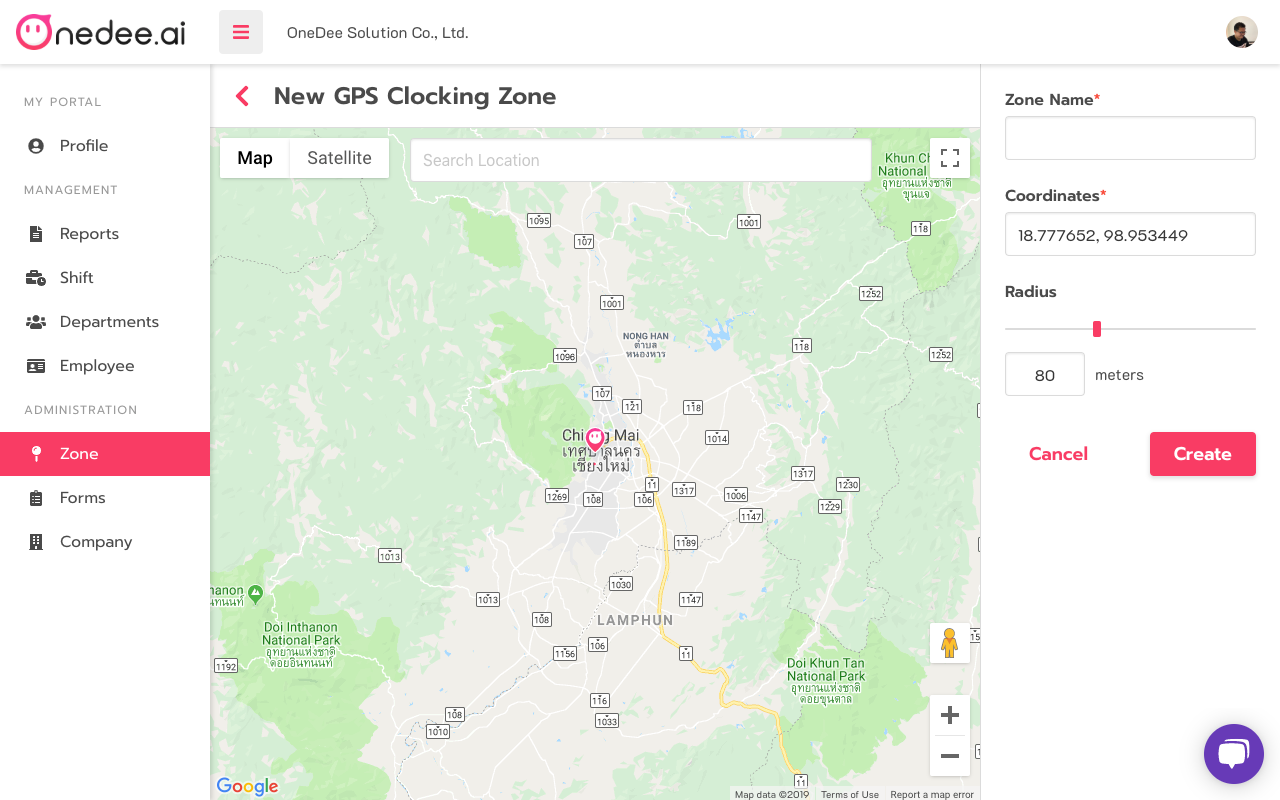 nedee.ai
OneDee Solution Co., Ltd.
MY PORTAL
Profile
MANAGEMENT
Reports
Shift
Departments
Employee
ADMINISTRATION
Zone
Forms
Company
New GPS Clocking Zone
Map
Satellite
Search Location
Khun Ch
National
อุทยานแห่งชาติ
ขุนแจ
1095
1001
107
118
1252
1001
NONG HAN
ตำบล
หนองหาร
118
1096
1252
107
121
118
1014
Chi
g Mai
เทศบาลนคร
เชียงใหม่
11
1317
1317
1230
1269
108
106
1006
1229
1147
1189
1013
1030
hanon
นทนนท์
1013
1147
108
LAMPHUN
Doi Inthanon
National Park
อุทยานแห่งชาติ
ดอยอินทนนท์
106
1156
11
1192
Doi Khun Tan
National Park
อุทยานแห่งชาติ
ดอยขุนตาล
116
108
1033
1010
11
Google
Map data ©2019
Terms of Use
Report a map error
Zone Name*
Coordinates*
18.777652, 98.953449
Radius
80
meters
Cancel
Create